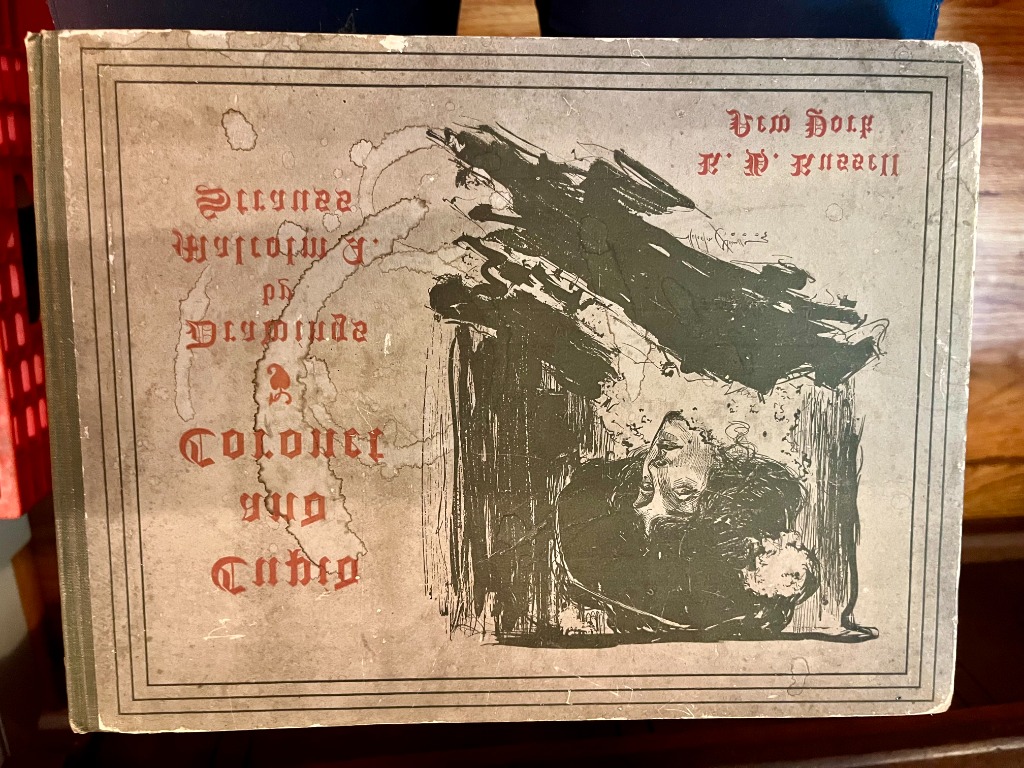 Cupid
and
Coronet
Drawings
by
Malcolm A.
Strauss
R. H. Russell
New York